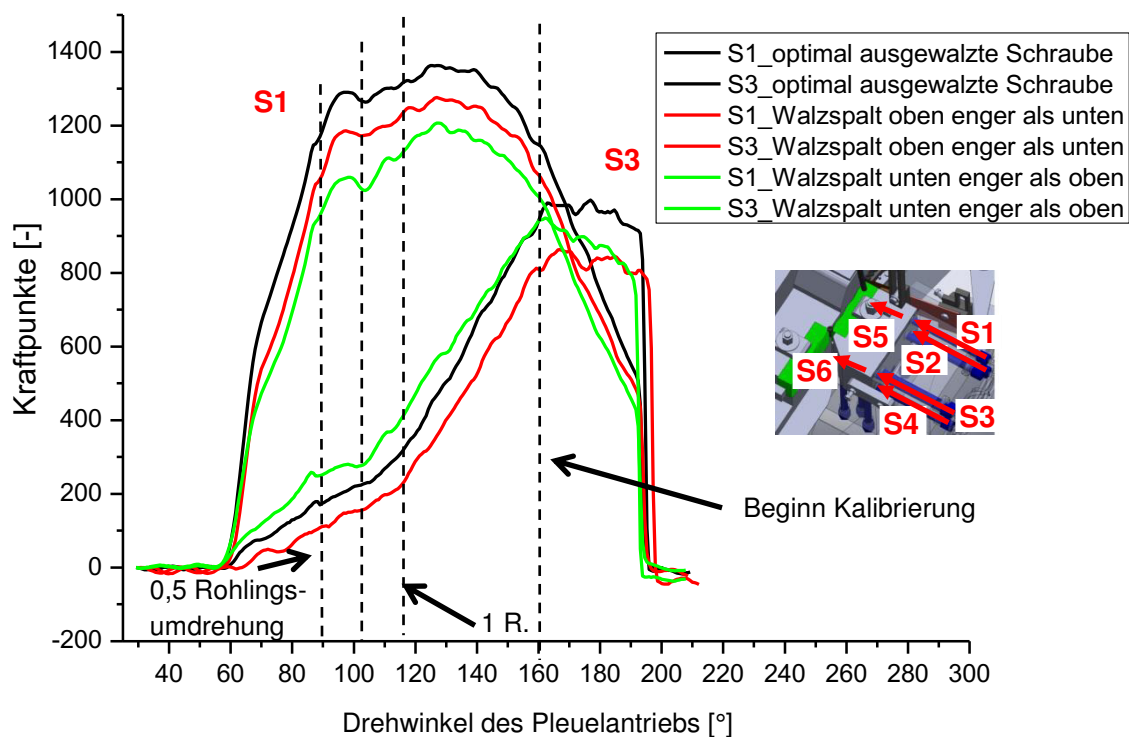 1400
1200
1000
800
600
400
200
0
-200
Kraftpunkte [-]
S1
S3
S1_optimal ausgewalzte Schraube
S3_optimal ausgewalzte Schraube
S1_Walzspalt oben enger als unten
S3_Walzspalt oben enger als unten
S1_Walzspalt unten enger als oben
S3_Walzspalt unten enger als oben
S5
S1
S6
S2
S4
S3
Beginn Kalibrierung
0,5 Rohlings-
umdrehung
1 R.
40 60 80 100 120 140 160 180 200 220 240 260 280 300
Drehwinkel des Pleuelantriebs [°]